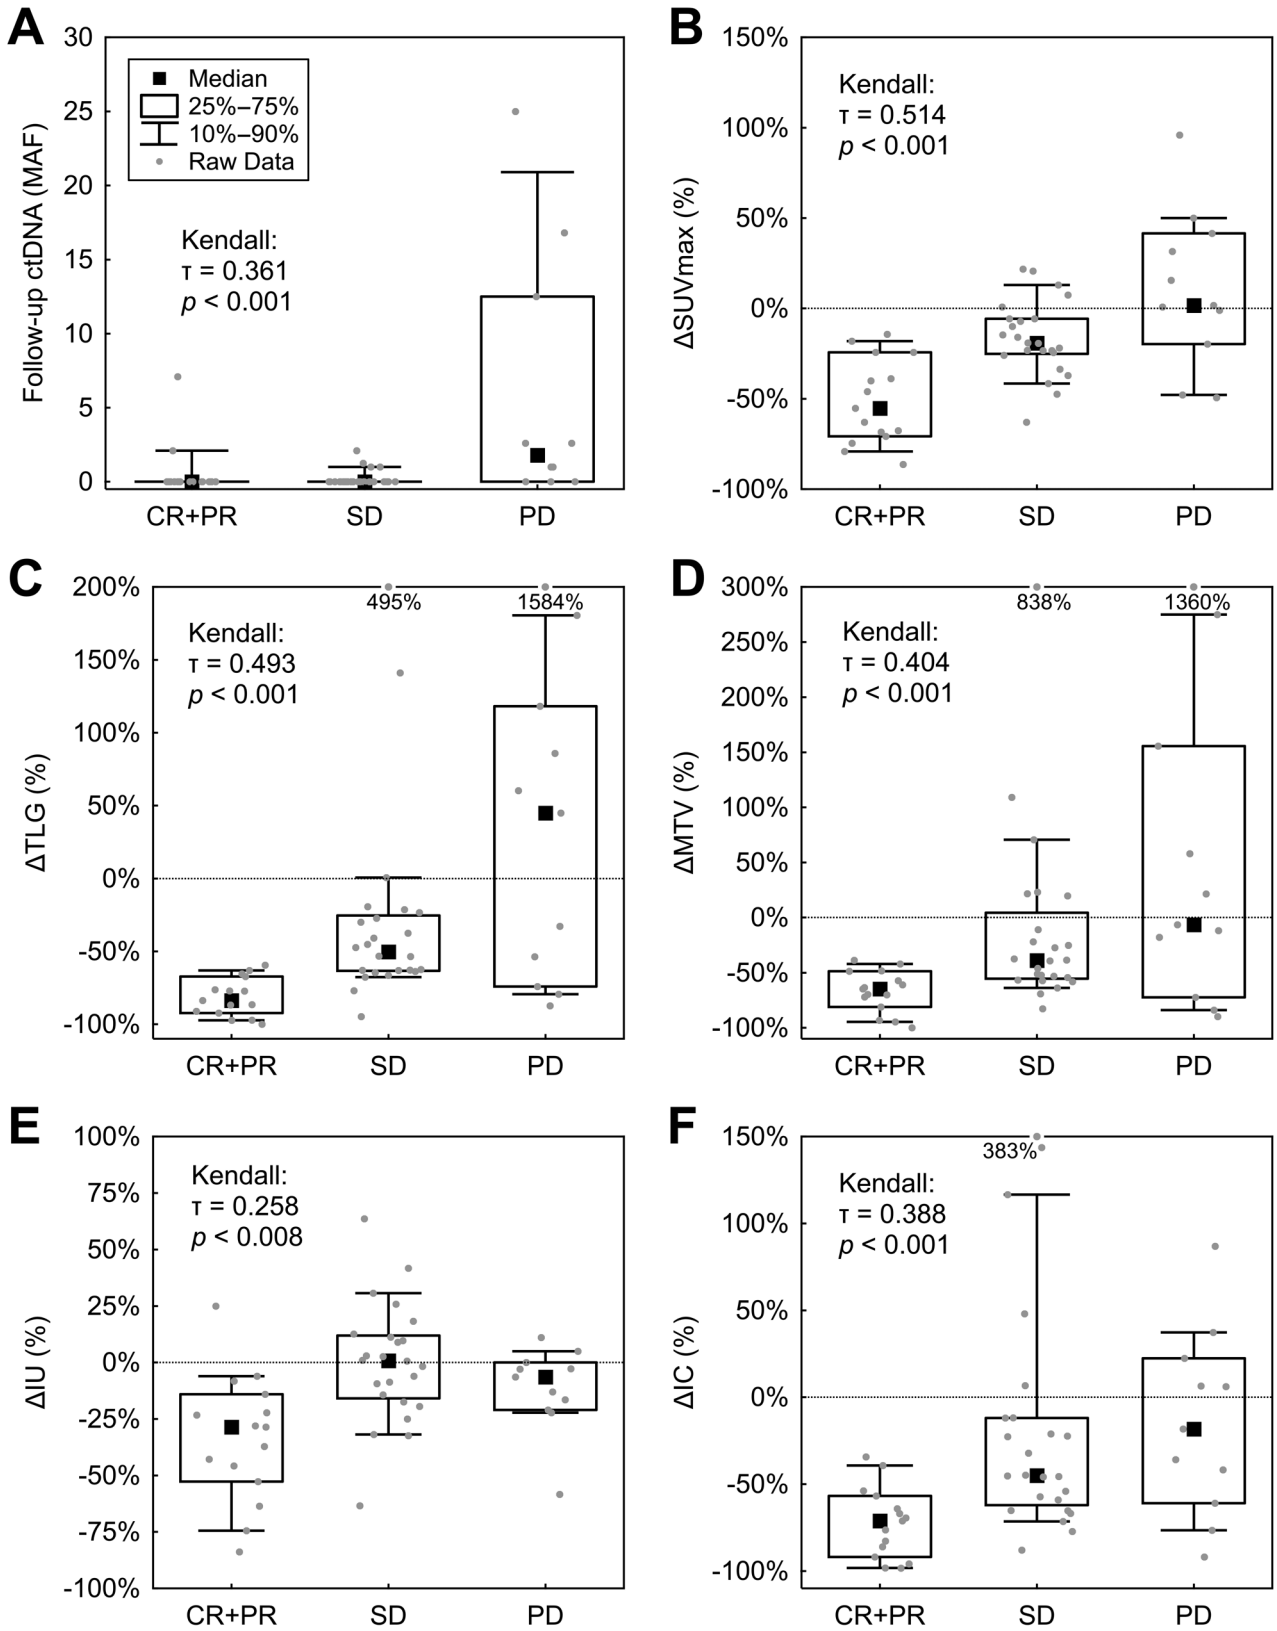 A
30
25
20
15
10
5
0
Follow-up ctDNA (MAF)
Median
25%–75%
10%–90%
Raw Data
Kendall:
τ = 0.361
p < 0.001
CR+PR
SD
PD
B
150%
100%
50%
0%
-50%
-100%
ΔSUVmax (%)
Kendall:
τ = 0.514
p < 0.001
CR+PR
SD
PD
C
200%
150%
100%
50%
0%
-50%
-100%
ΔTLG (%)
Kendall:
τ = 0.493
p < 0.001
495%
1584%
CR+PR
SD
PD
D
300%
250%
200%
150%
100%
50%
0%
-50%
-100%
ΔMTV (%)
Kendall:
τ = 0.404
p < 0.001
838%
1360%
CR+PR
SD
PD
E
100%
75%
50%
25%
0%
-25%
-50%
-75%
-100%
ΔIU (%)
Kendall:
τ = 0.258
p < 0.008
CR+PR
SD
PD
F
150%
100%
50%
0%
-50%
-100%
ΔIC (%)
383%
Kendall:
τ = 0.388
p < 0.001
CR+PR
SD
PD